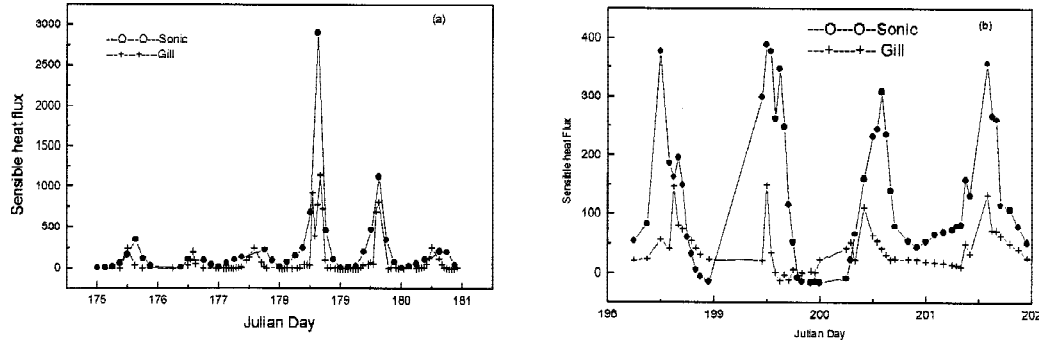 (a)
3000
2500
2000
1500
1000
500
0
Sensible heat flux
Sonic
Gill
175 176 177 178 179 180 181
Julian Day
(b)
400
300
200
100
0
Sensible heat Flux
Sonic
Gill
196 199 200 201 202
Julian Day